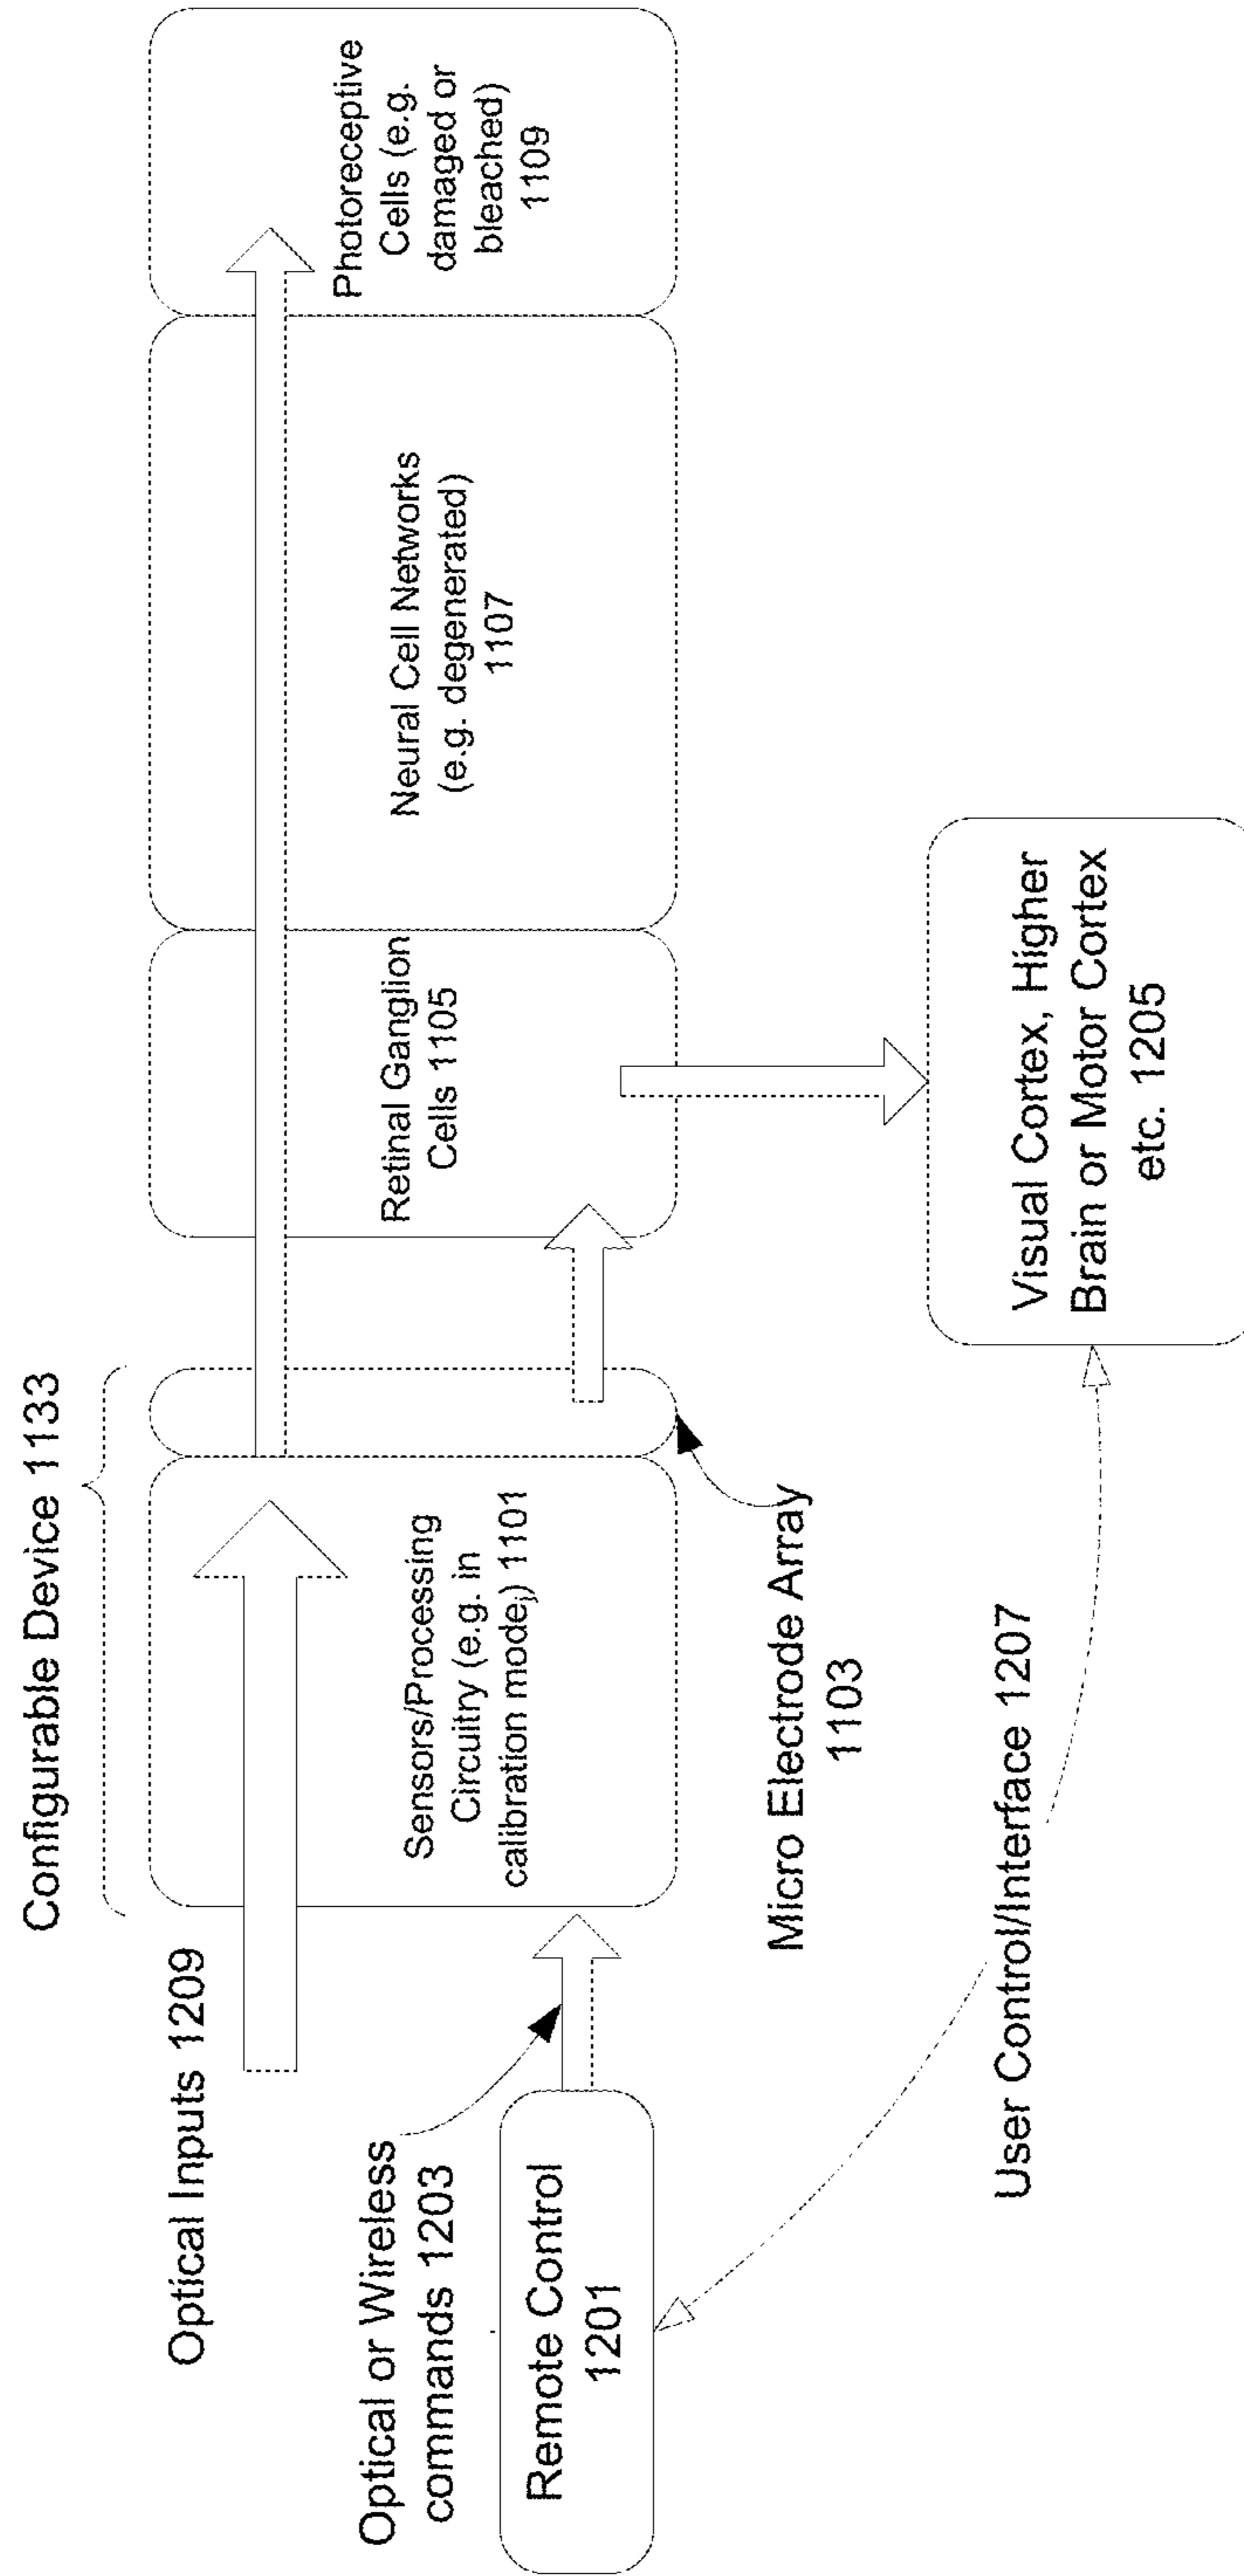 Configurable Device 1133
Optical Inputs 1209
Optical or Wireless
commands 1203
Remote Control
1201
Sensors/Processing
Circuitry (e.g. in
calibration mode) 1101
Micro Electrode Array
1103
Retinal Ganglion
Cells 1105
Neural Cell Networks
(e.g. degenerated)
1107
Photoreceptive
Cells (e.g.
damaged or
bleached)
1109
Visual Cortex, Higher
Brain or Motor Cortex
etc. 1205
User Control/Interface 1207